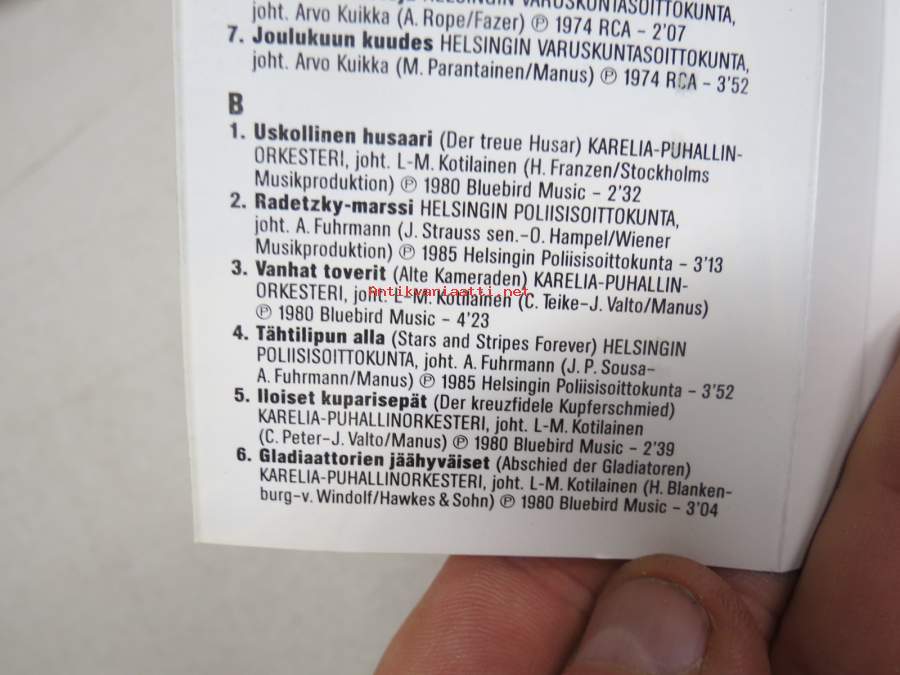 HELSINGIN VARUSKUNTASOITTOKUNTA,
joht. Arvo Kuikka (A. Rope/Fazer) ℗ 1974 RCA – 2'07
7. Joulukuun kuudes HELSINGIN VARUSKUNTASOITTOKUNTA,
joht. Arvo Kuikka (M. Parantainen/Manus) ℗ 1974 RCA – 3'52
B
1. Uskollinen husaari (Der treue Husar) KARELIA-PUHALLIN-
ORKESTERI, joht. L-M. Kotilainen (H. Franzen/Stockholms
Musikproduktion) ℗ 1980 Bluebird Music – 2'32
2. Radetzky-marssi HELSINGIN POLIISISOITTOKUNTA,
joht. A. Fuhrmann (J. Strauss sen.–O. Hampel/Wiener
Musikproduktion) ℗ 1985 Helsingin Poliisisoittokunta – 3'13
3. Vanhat toverit (Alte Kameraden) KARELIA-PUHALLIN-
ORKESTERI, joht. L-M. Kotilainen (C. Teike–J. Valto/Manus)
℗ 1980 Bluebird Music – 4'23
4. Tähtilipun alla (Stars and Stripes Forever) HELSINGIN
POLIISISOITTOKUNTA, joht. A. Fuhrmann (J. P. Sousa–
A. Fuhrmann/Manus) ℗ 1985 Helsingin Poliisisoittokunta – 3'52
5. Iloiset kuparisepät (Der kreuzfidele Kupferschmied)
KARELIA-PUHALLINORKESTERI, joht. L-M. Kotilainen
(C. Peter–J. Valto/Manus) ℗ 1980 Bluebird Music – 2'39
6. Gladiaattorien jäähyväiset (Abschied der Gladiatoren)
KARELIA-PUHALLINORKESTERI, joht. L-M. Kotilainen (H. Blanken-
burg–v. Windolf/Hawkes & Sohn) ℗ 1980 Bluebird Music – 3'04
Antikvariaatti.net